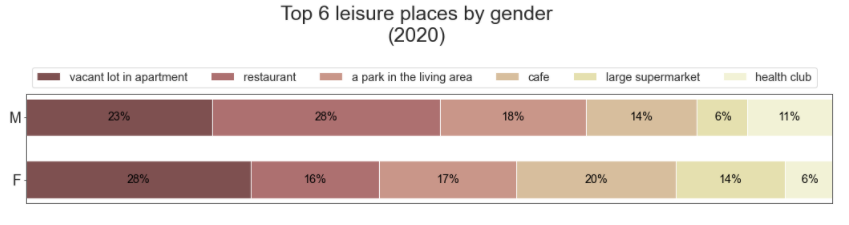 Top 6 leisure places by gender
(2020)
vacant lot in apartment restaurant a park in the living area cafe large supermarket health club
M 23% 28% 18% 14% 6% 11%
F 28% 16% 17% 20% 14% 6%